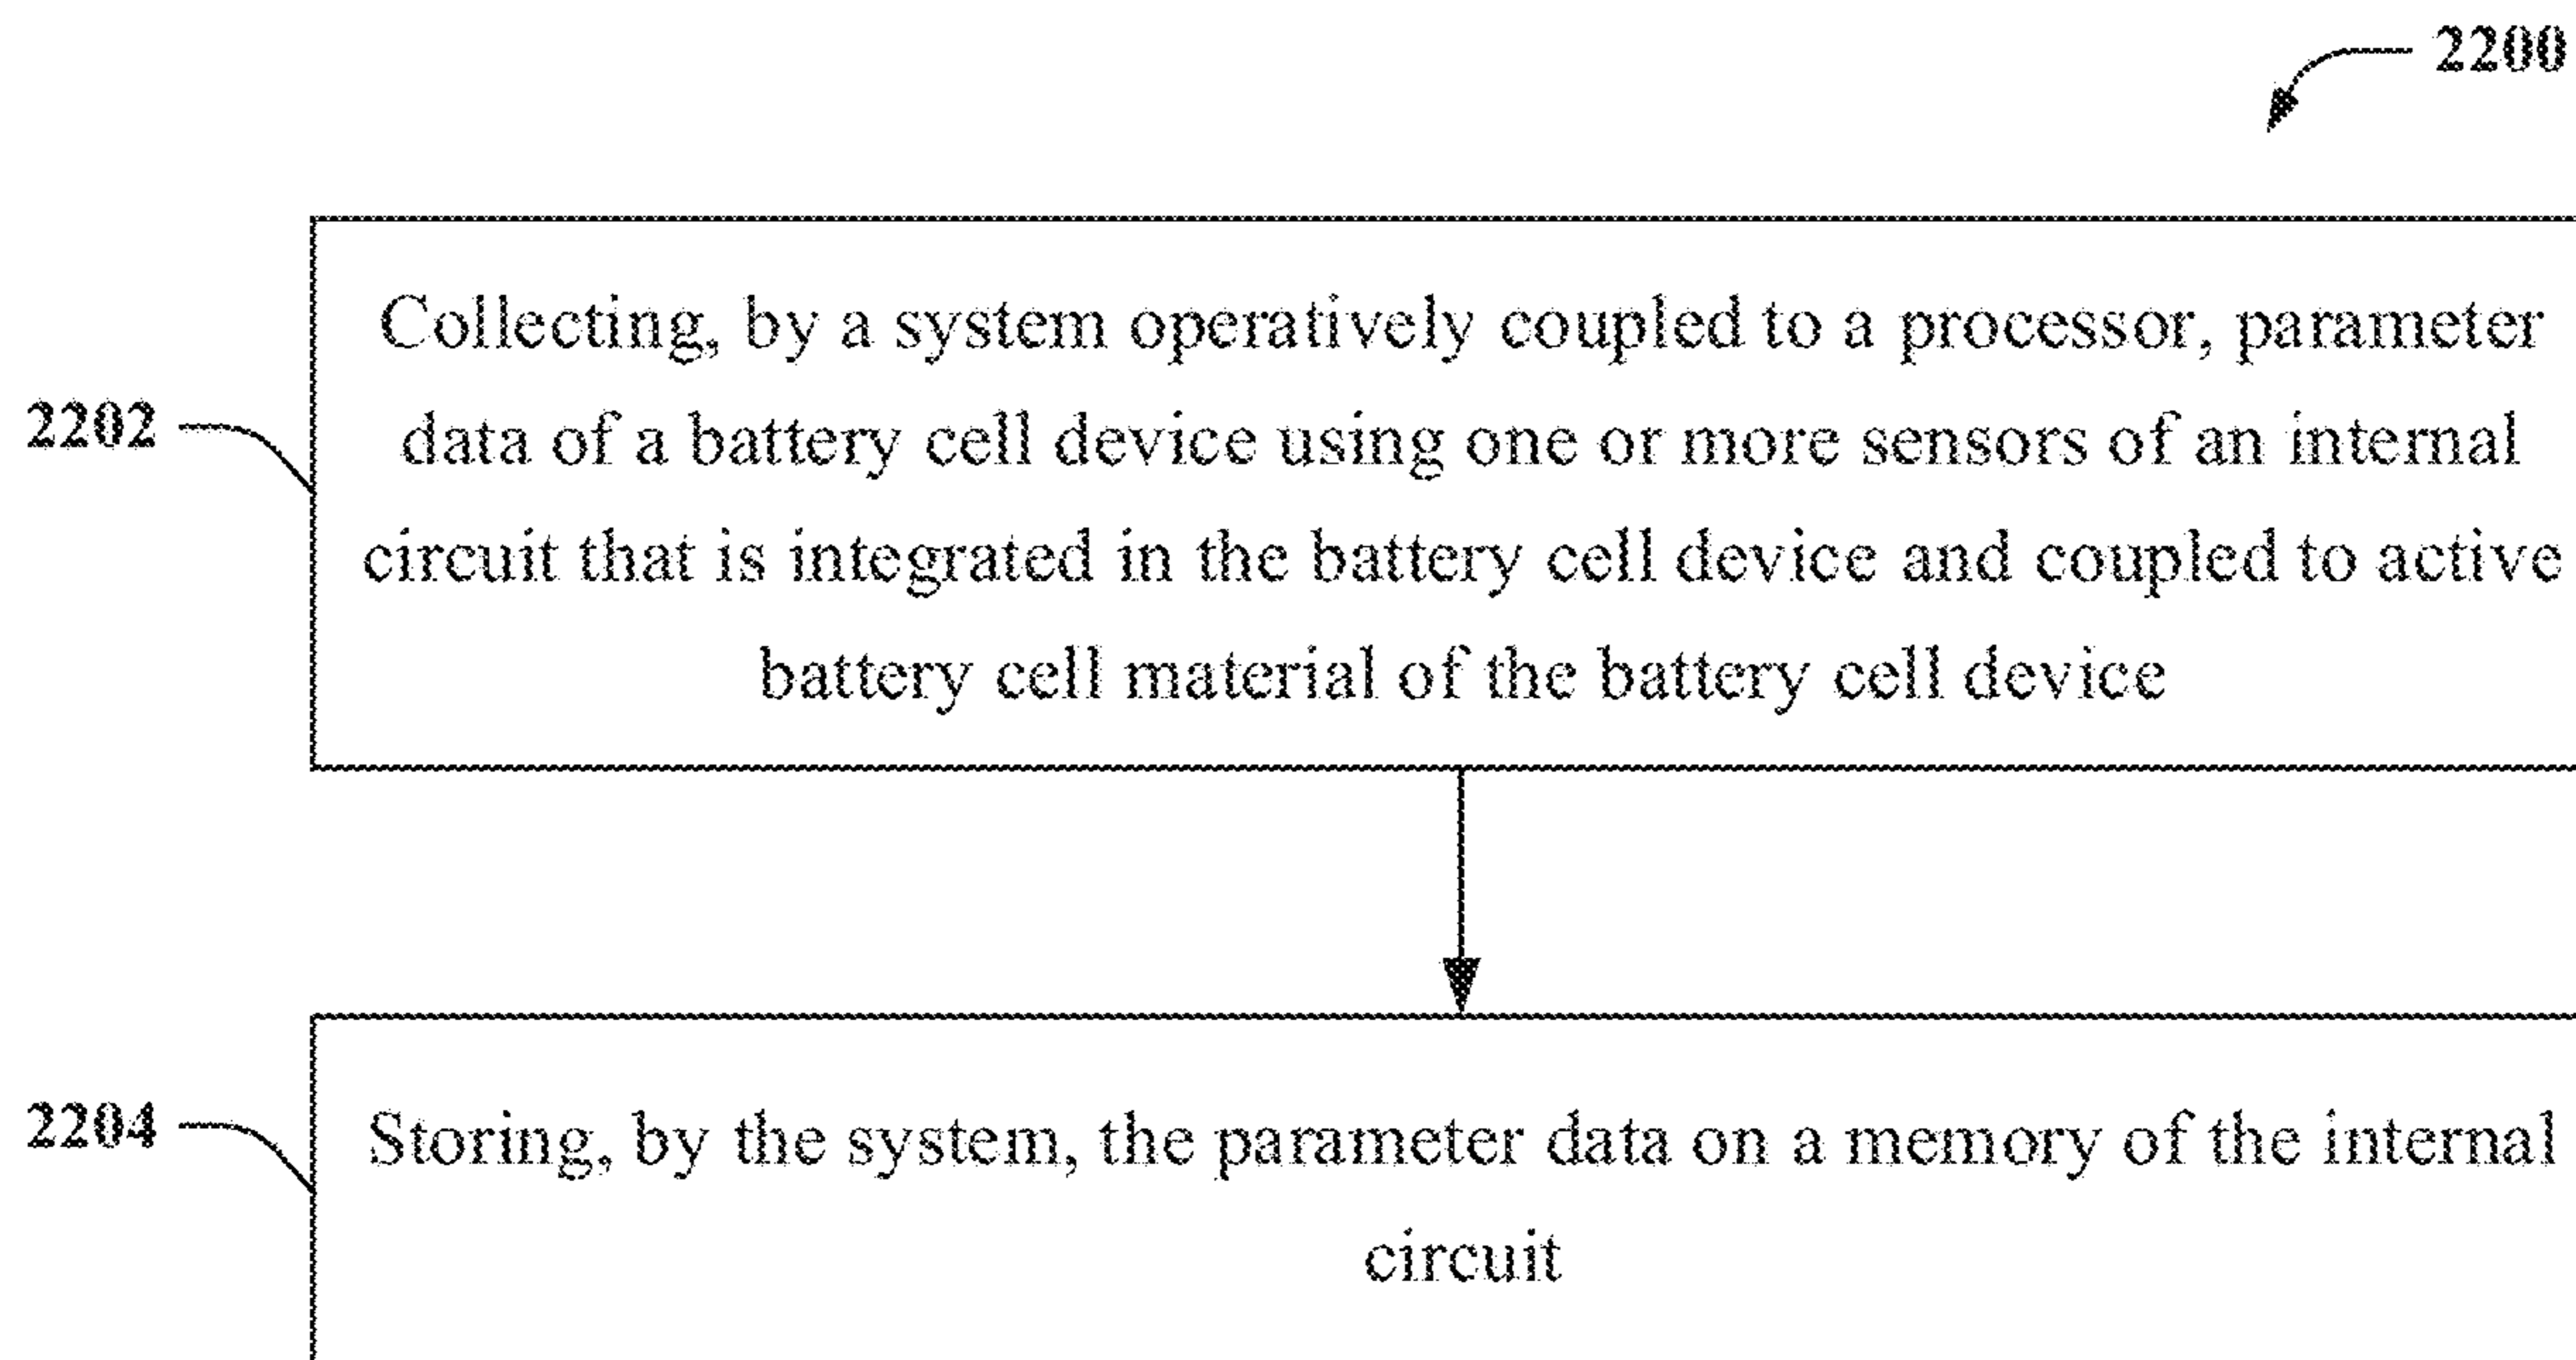 2200
Collecting, by a system operatively coupled to a processor, parameter
data of a battery cell device using one or more sensors of an internal
circuit that is integrated in the battery cell device and coupled to active
battery cell material of the battery cell device
2202
Storing, by the system, the parameter data on a memory of the internal
circuit
2204